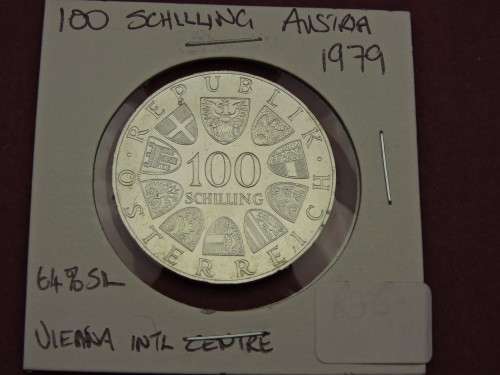 100 SCHILLING AUSTRIA
1979
REPUBLIK · ÖSTERREICH ·
100
SCHILLING
64% SIL
VIENNA INTL CENTRE